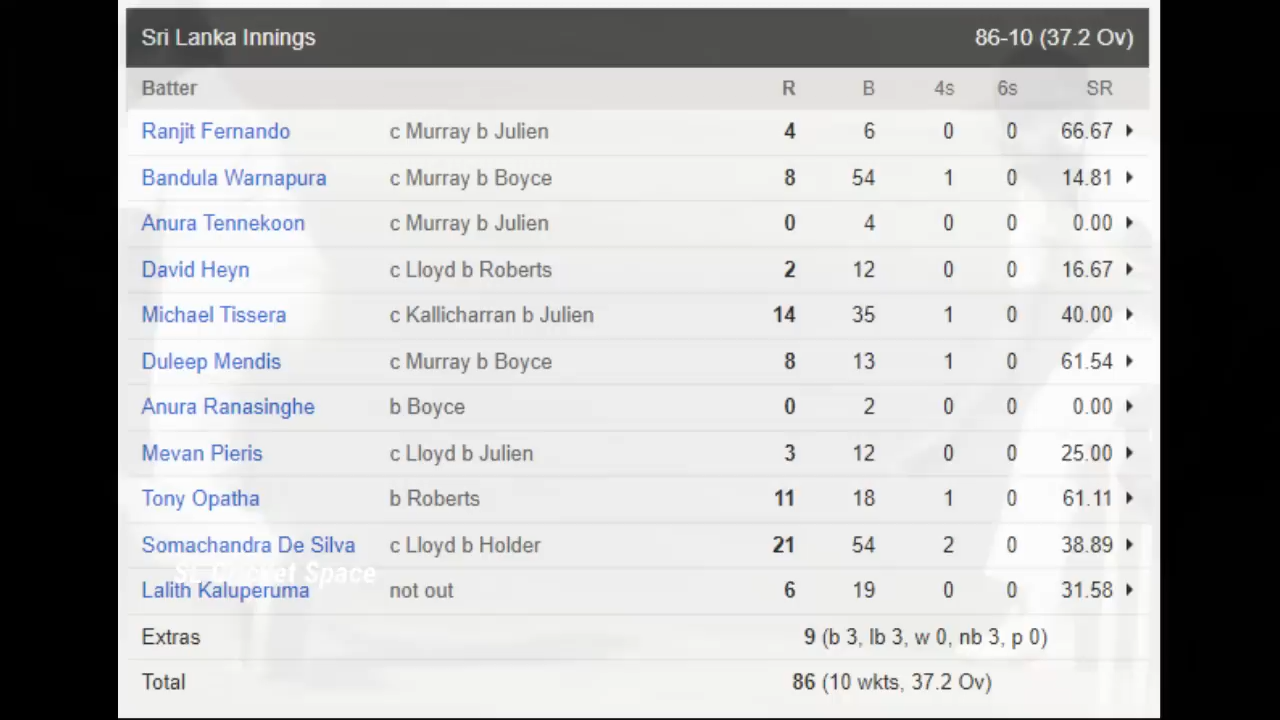 Sri Lanka Innings 86-10 (37.2 Ov)
Batter R B 4s 6s SR
Ranjit Fernando c Murray b Julien 4 6 0 0 66.67
Bandula Warnapura c Murray b Boyce 8 54 1 0 14.81
Anura Tennekoon c Murray b Julien 0 4 0 0 0.00
David Heyn c Lloyd b Roberts 2 12 0 0 16.67
Michael Tissera c Kallicharran b Julien 14 35 1 0 40.00
Duleep Mendis c Murray b Boyce 8 13 1 0 61.54
Anura Ranasinghe b Boyce 0 2 0 0 0.00
Mevan Pieris c Lloyd b Julien 3 12 0 0 25.00
Tony Opatha b Roberts 11 18 1 0 61.11
Somachandra De Silva c Lloyd b Holder 21 54 2 0 38.89
SL Cricket Space
Lalith Kaluperuma not out 6 19 0 0 31.58
Extras 9 (b 3, lb 3, w 0, nb 3, p 0)
Total 86 (10 wkts, 37.2 Ov)